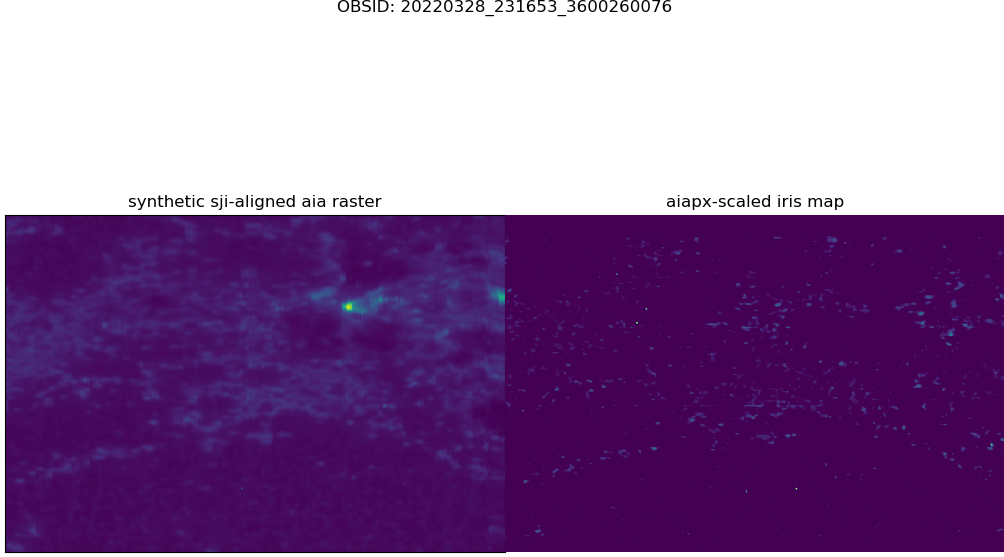 OBSID: 20220328_231653_3600260076
synthetic sji-aligned aia raster
aiapx-scaled iris map